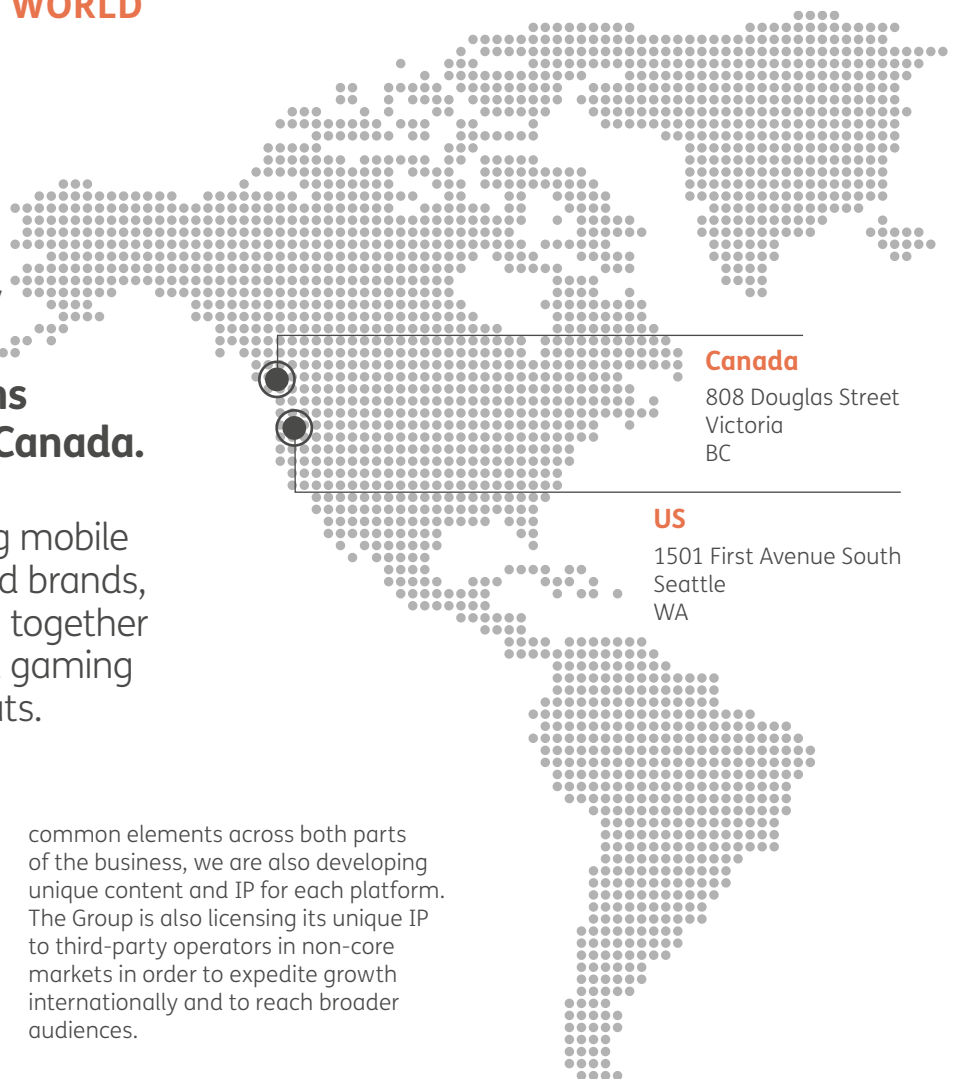 WORLD
Canada.
g mobile
d brands,
together
gaming
Canada
808 Douglas Street
Victoria
BC
US
1501 First Avenue South
Seattle
WA
common elements across both parts
of the business, we are also developing
unique content and IP for each platform.
The Group is also licensing its unique IP
to third-party operators in non-core
markets in order to expedite growth
internationally and to reach broader
audiences.